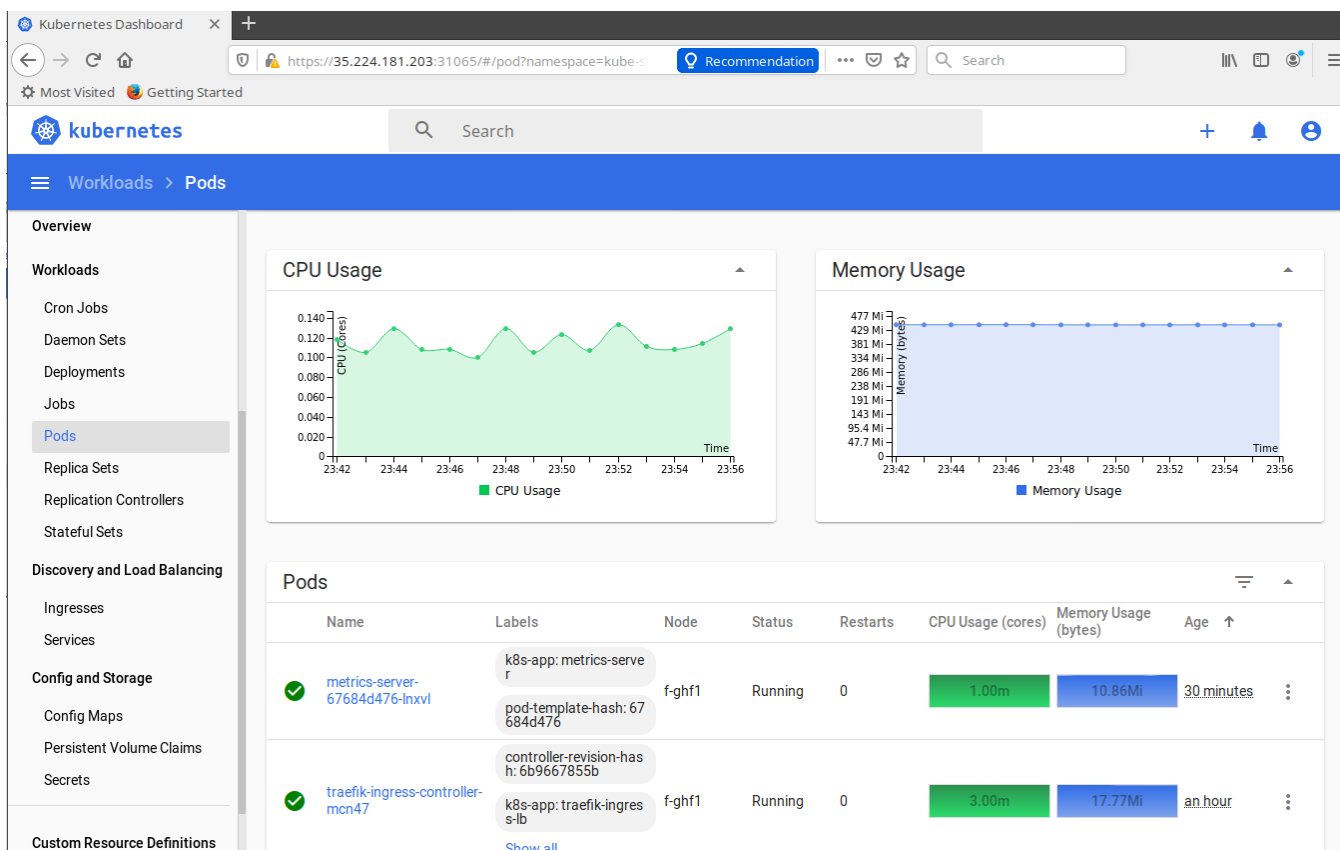 Kubernetes Dashboard
https://35.224.181.203:31065/#/pod?namespace=kube-s
Recommendation
Search
Most Visited
Getting Started
kubernetes
Search
Workloads > Pods
Overview
Workloads
Cron Jobs
Daemon Sets
Deployments
Jobs
Pods
Replica Sets
Replication Controllers
Stateful Sets
Discovery and Load Balancing
Ingresses
Services
Config and Storage
Config Maps
Persistent Volume Claims
Secrets
Custom Resource Definitions
CPU Usage
0.140
0.120
0.100
0.080
0.060
0.040
0.020
0
CPU (cores)
Time
23:42 23:44 23:46 23:48 23:50 23:52 23:54 23:56
CPU Usage
Memory Usage
477 Mi
429 Mi
381 Mi
334 Mi
286 Mi
238 Mi
191 Mi
143 Mi
95.4 Mi
47.7 Mi
0
Memory (bytes)
Time
23:42 23:44 23:46 23:48 23:50 23:52 23:54 23:56
Memory Usage
Pods
Name Labels Node Status Restarts CPU Usage (cores) Memory Usage
(bytes) Age
metrics-server-
67684d476-lnxvl
k8s-app: metrics-serve
r
pod-template-hash: 67
684d476
f-ghf1 Running 0 1.00m 10.86Mi 30 minutes
traefik-ingress-controller-
mcn47
controller-revision-has
h: 6b9667855b
k8s-app: traefik-ingres
s-lb
Show all
f-ghf1 Running 0 3.00m 17.77Mi an hour